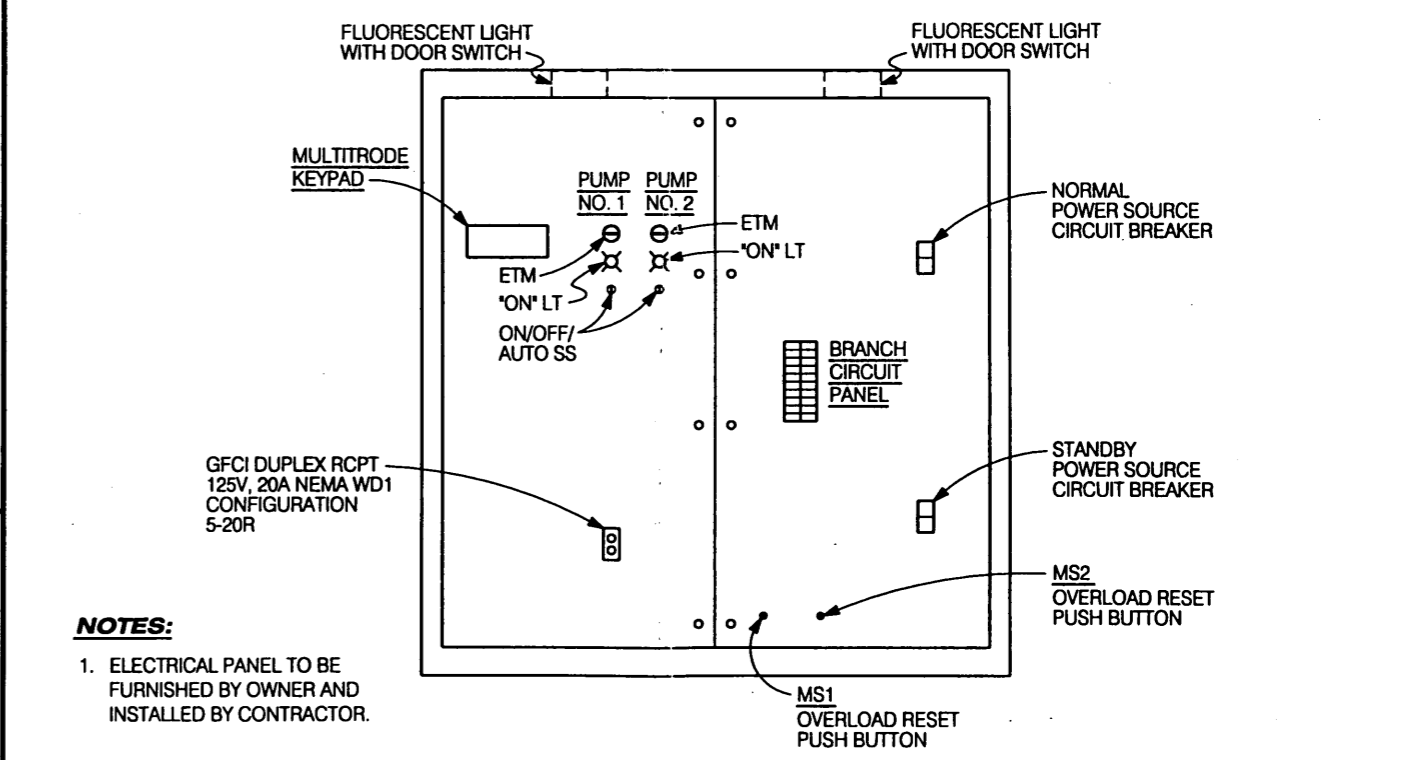 FLUORESCENT LIGHT
WITH DOOR SWITCH
FLUORESCENT LIGHT
WITH DOOR SWITCH
MULTITRODE
KEYPAD
PUMP
NO. 1
PUMP
NO. 2
ETM
"ON" LT
ETM
"ON" LT
ON/OFF/
AUTO SS
NORMAL
POWER SOURCE
CIRCUIT BREAKER
BRANCH
CIRCUIT
PANEL
GFCI DUPLEX RCPT
125V, 20A NEMA WD1
CONFIGURATION
5-20R
STANDBY
POWER SOURCE
CIRCUIT BREAKER
MS2
OVERLOAD RESET
PUSH BUTTON
MS1
OVERLOAD RESET
PUSH BUTTON
NOTES:
1. ELECTRICAL PANEL TO BE
FURNISHED BY OWNER AND
INSTALLED BY CONTRACTOR.